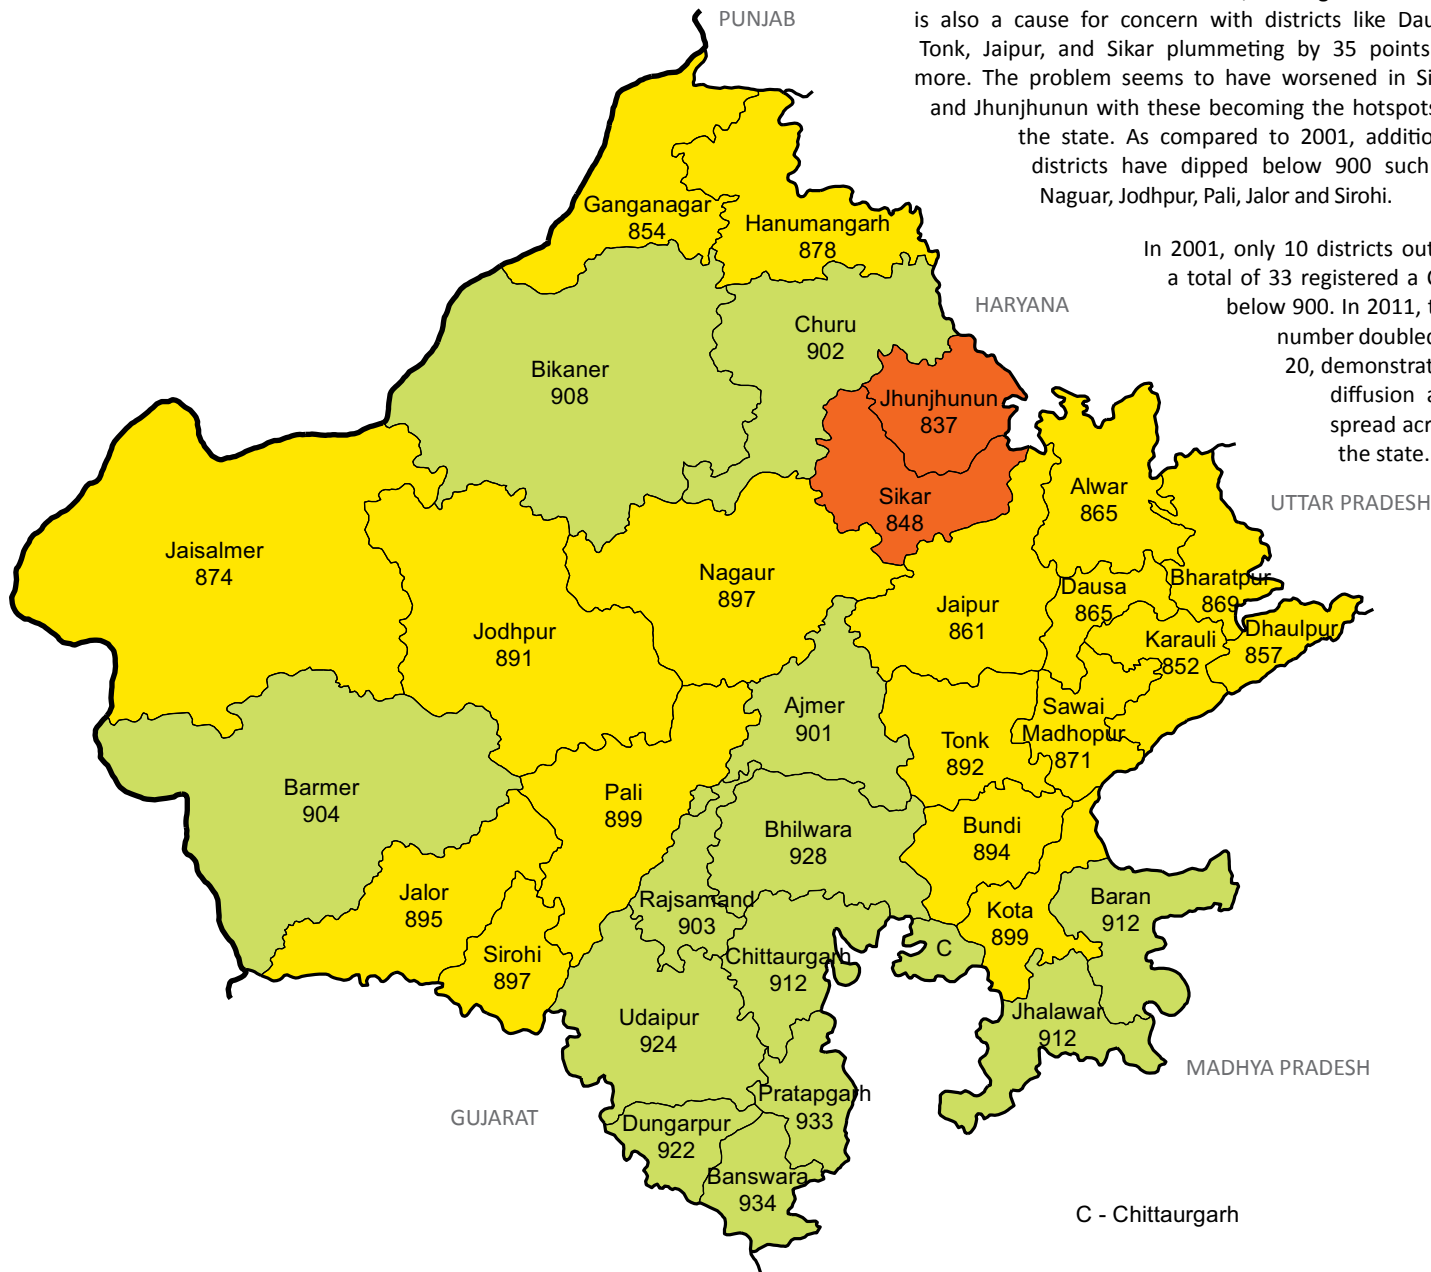 PUNJAB
is also a cause for concern with districts like
Tonk, Jaipur, and Sikar plummeting by 35 points
more. The problem seems to have worsened in
and Jhunjhunun with these becoming the hotspots
the state. As compared to 2001,
districts have dipped below 900 such
Naguar, Jodhpur, Pali, Jalor and Sirohi.
In 2001, only 10 districts out
a total of 33 registered a
below 900. In 2011,
number doubled
20,
diffusion
spread
the state.
HARYANA
UTTAR PRADESH
MADHYA PRADESH
GUJARAT
Ganganagar
854
Hanumangarh
878
Churu
902
Bikaner
908
Jhunjhunun
837
Sikar
848
Alwar
865
Jaisalmer
874
Nagaur
897
Jodhpur
891
Jaipur
861
Dausa
865
Bharatpur
869
Karauli
852
Dhaulpur
857
Ajmer
901
Tonk
892
Sawai
Madhopur
871
Barmer
904
Pali
899
Bhilwara
928
Bundi
894
Jalor
895
Rajsamand
903
Kota
899
Baran
912
Sirohi
897
Chittaurgarh
912
C
Udaipur
924
Jhalawar
912
Pratapgarh
933
Dungarpur
922
Banswara
934
C - Chittaurgarh